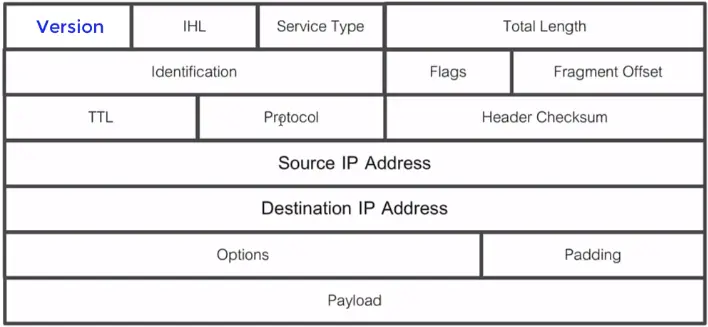 Version IHL Service Type Total Length
Identification Flags Fragment Offset
TTL Protocol Header Checksum
Source IP Address
Destination IP Address
Options Padding
Payload